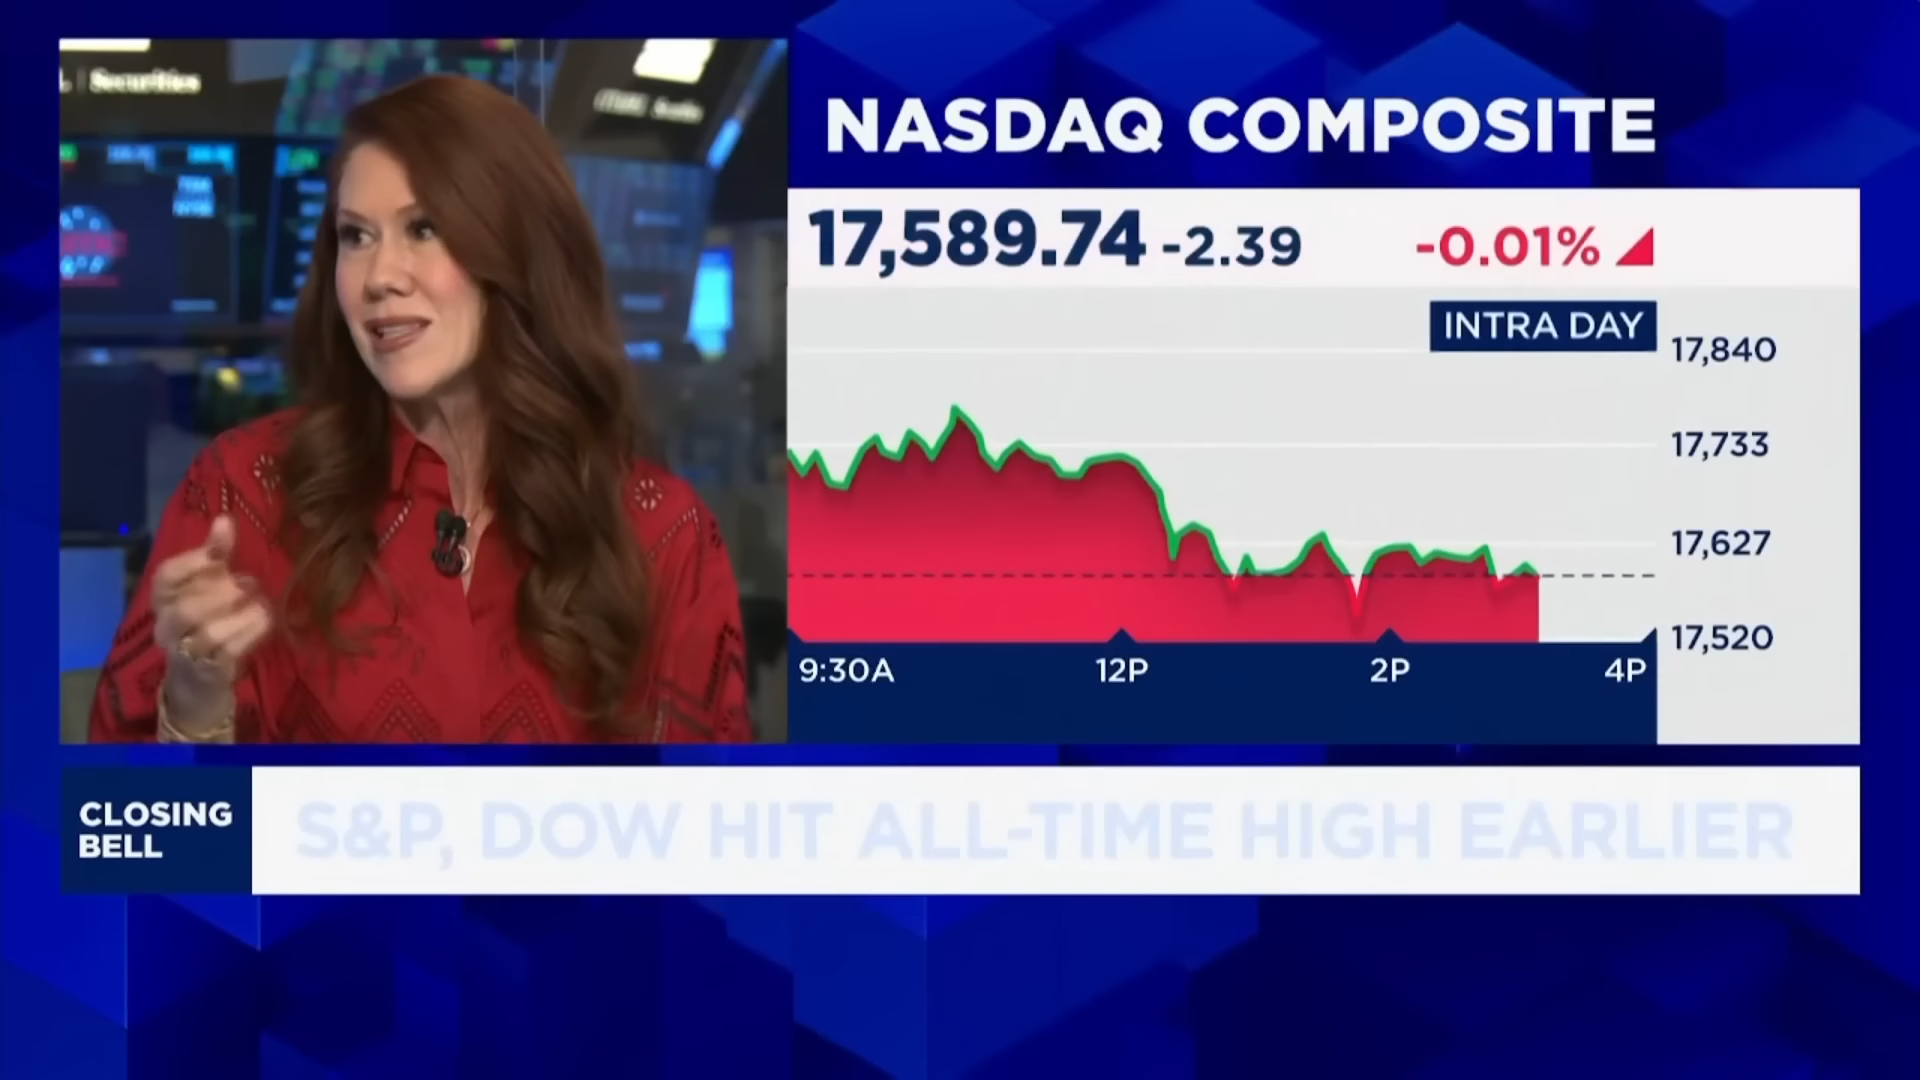 Securities
NASDAQ COMPOSITE
17,589.74 -2.39 -0.01%
INTRA DAY
17,840
17,733
17,627
17,520
9:30A 12P 2P 4P
CLOSING
BELL
S&P, DOW HIT ALL-TIME HIGH EARLIER